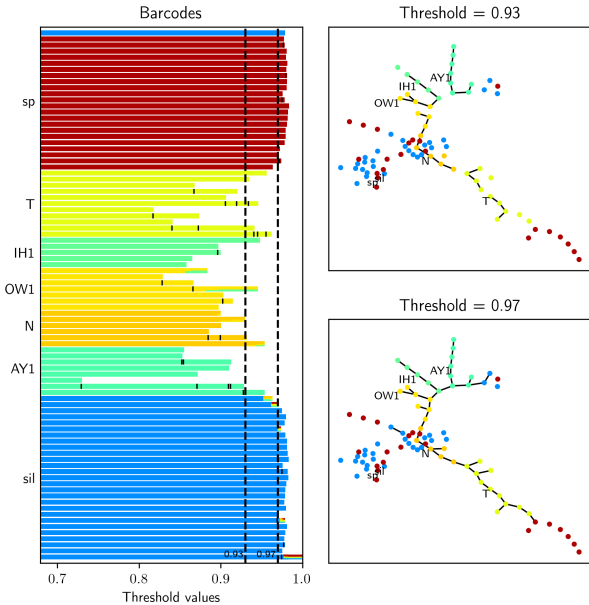 Barcodes
sp
T
IH1
OW1
N
AY1
sil
0.93
0.97
0.7
0.8
0.9
1.0
Threshold values
Threshold = 0.93
AY1
IH1
OW1
N
sil
sp
T
Threshold = 0.97
AY1
IH1
OW1
N
sil
sp
T